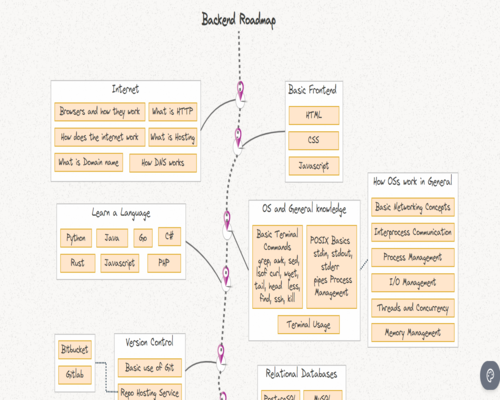 Backend Roadmap
Internet
Browsers and how they work
What is HTTP
How does the internet work
What is Hosting
What is Domain name
How DNS works
Basic Frontend
HTML
CSS
Javascript
Learn a Language
Python
Java
Go
C#
Rust
Javascript
PHP
OS and General knowledge
Basic Terminal
Commands
grep, awk, sed,
lsof curl, wget,
tail, head less,
find, ssh, kill
POSIX Basics
stdin, stdout,
stderr
pipes Process
Management
Terminal Usage
How OSs work in General
Basic Networking Concepts
Interprocess Communication
Process Management
I/O Management
Threads and Concurrency
Memory Management
Version Control
Basic use of Git
Repo Hosting Service
Bitbucket
Gitlab
Relational Databases
PostgreSQL
MySQL